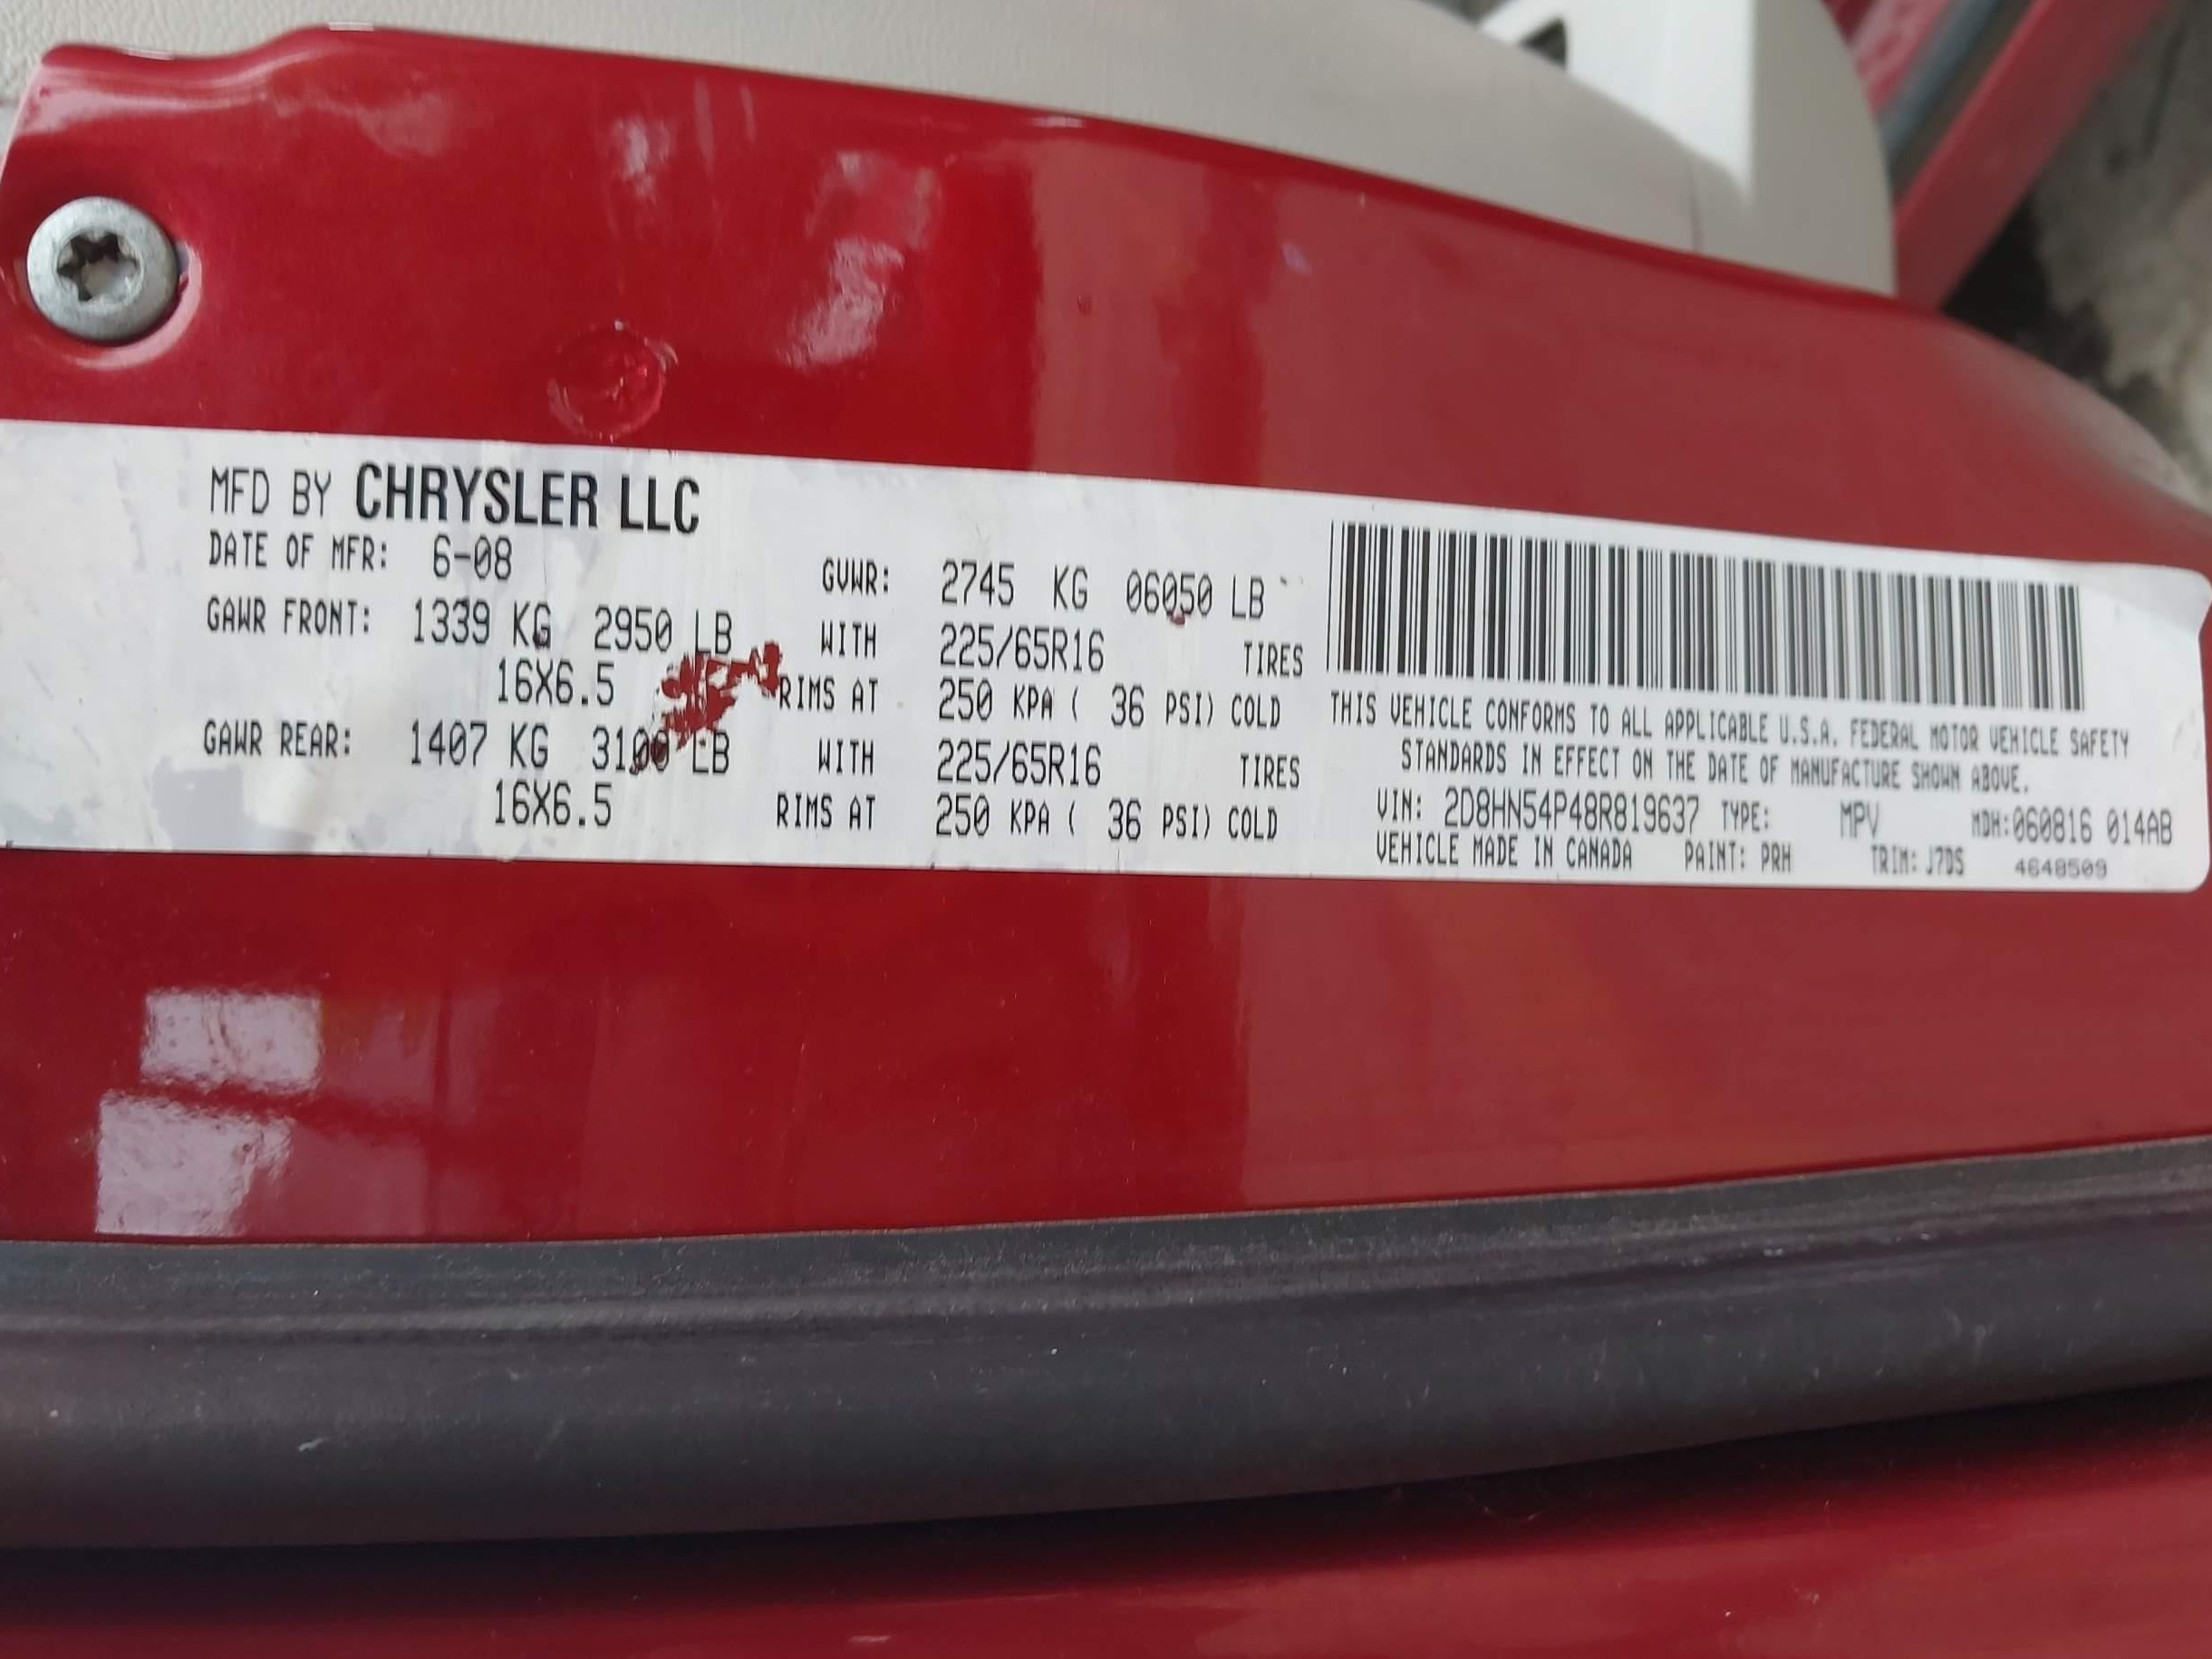 MFD BY CHRYSLER LLC
DATE OF MFR: 6-08 GVWR: 2745 KG 06050 LB
GAWR FRONT: 1339 KG 2950 LB WITH 225/65R16 TIRES
16X6.5 RIMS AT 250 KPA ( 36 PSI) COLD
GAWR REAR: 1407 KG 3100 LB WITH 225/65R16 TIRES
16X6.5 RIMS AT 250 KPA ( 36 PSI) COLD
THIS VEHICLE CONFORMS TO ALL APPLICABLE U.S.A. FEDERAL MOTOR VEHICLE SAFETY
STANDARDS IN EFFECT ON THE DATE OF MANUFACTURE SHOWN ABOVE.
VIN: 2D8HN54P48R819637 TYPE: MPV MDH:060816 014AB
VEHICLE MADE IN CANADA PAINT: PRH TRIM: J7DS 4648509